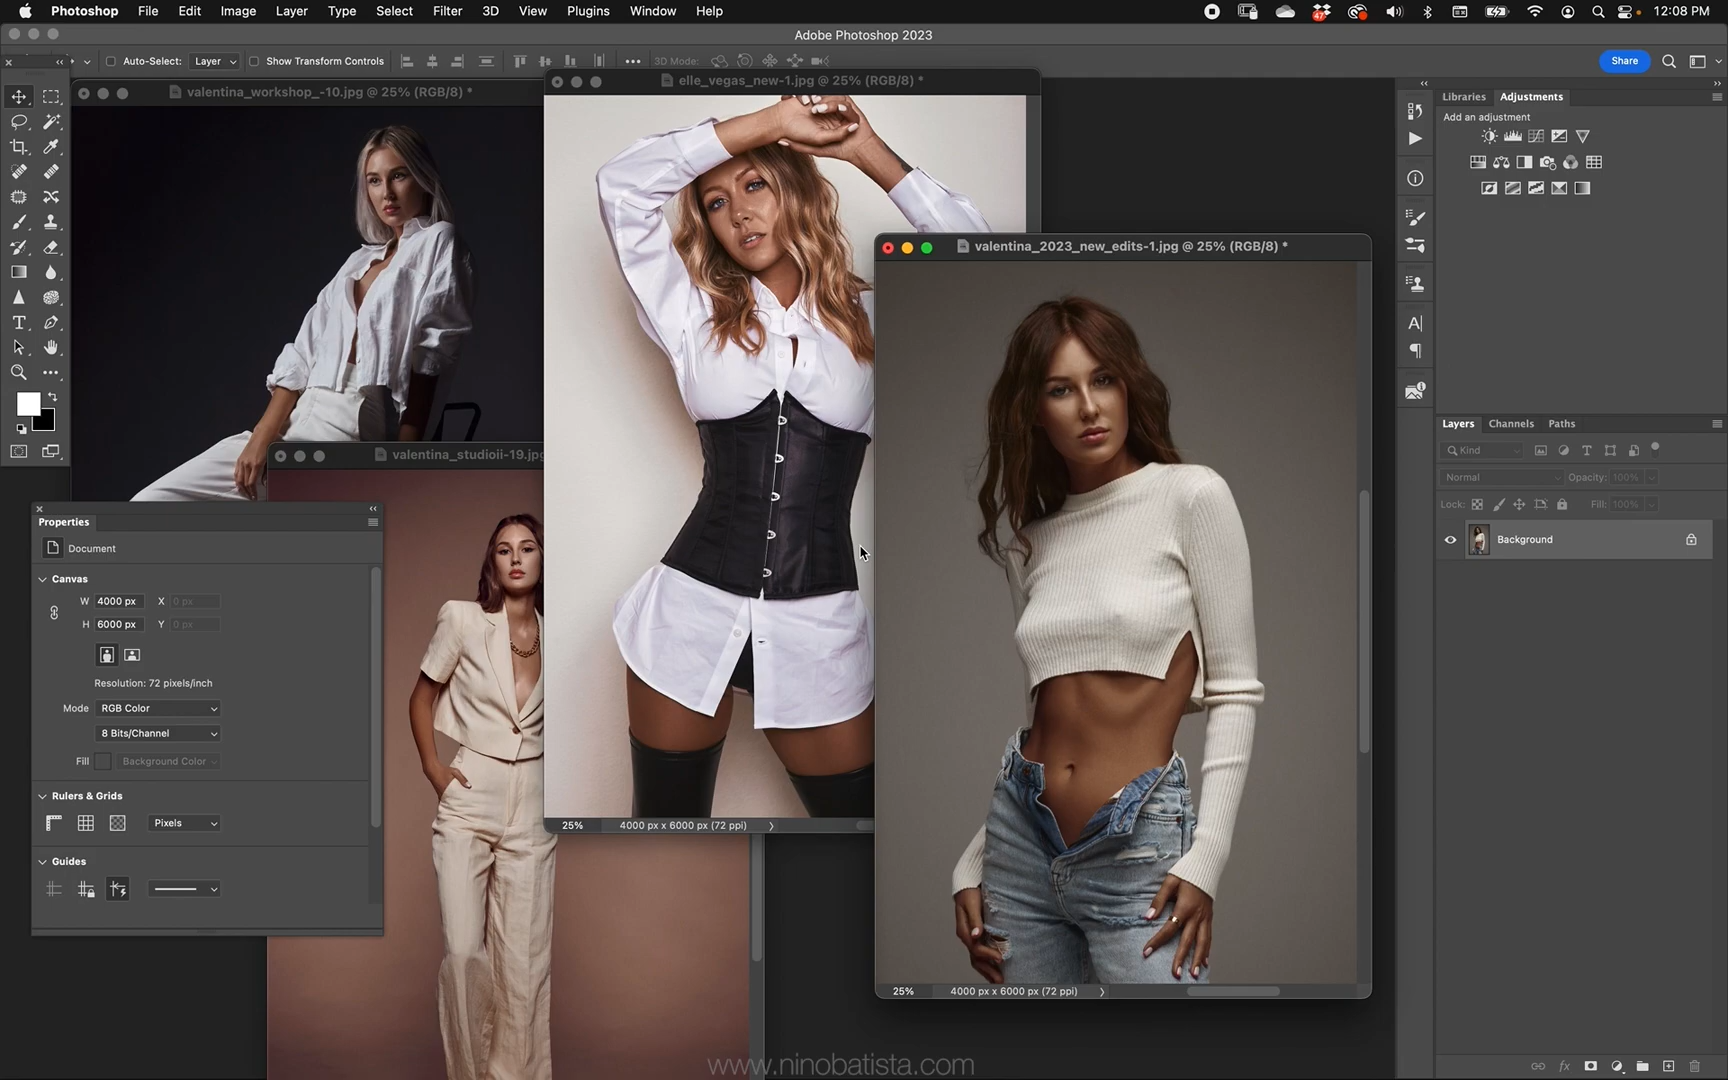 Photoshop File Edit Image Layer Type Select Filter 3D View Plugins Window Help
47
12:08 PM
Adobe Photoshop 2023
Auto-Select: Layer Show Transform Controls
3D Mode:
Share
valentina_workshop_-10.jpg @ 25% (RGB/8) *
elle_vegas_new-1.jpg @ 25% (RGB/8) *
valentina_2023_new_edits-1.jpg @ 25% (RGB/8) *
valentina_studioii-19.jpg
Libraries Adjustments
Add an adjustment
Layers Channels Paths
Kind
Normal Opacity: 100%
Lock: Fill: 100%
Background
Properties
Document
Canvas
W 4000 px X 0 px
H 6000 px Y 0 px
Resolution: 72 pixels/inch
Mode RGB Color
8 Bits/Channel
Fill Background Color
Rulers & Grids
Pixels
Guides
25% 4000 px x 6000 px (72 ppi)
25% 4000 px x 6000 px (72 ppi)
www.ninobatista.com